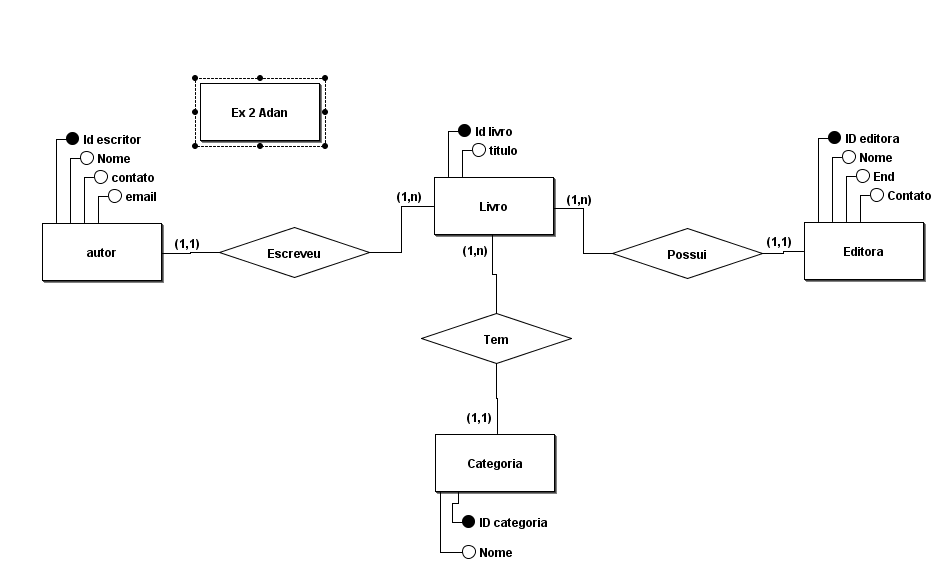 Ex 2 Adan
Id escritor
Nome
contato
email
autor
(1,1)
Escreveu
(1,n)
Id livro
titulo
Livro
(1,n)
(1,n)
Possui
(1,1)
ID editora
Nome
End
Contato
Editora
Tem
(1,1)
Categoria
ID categoria
Nome